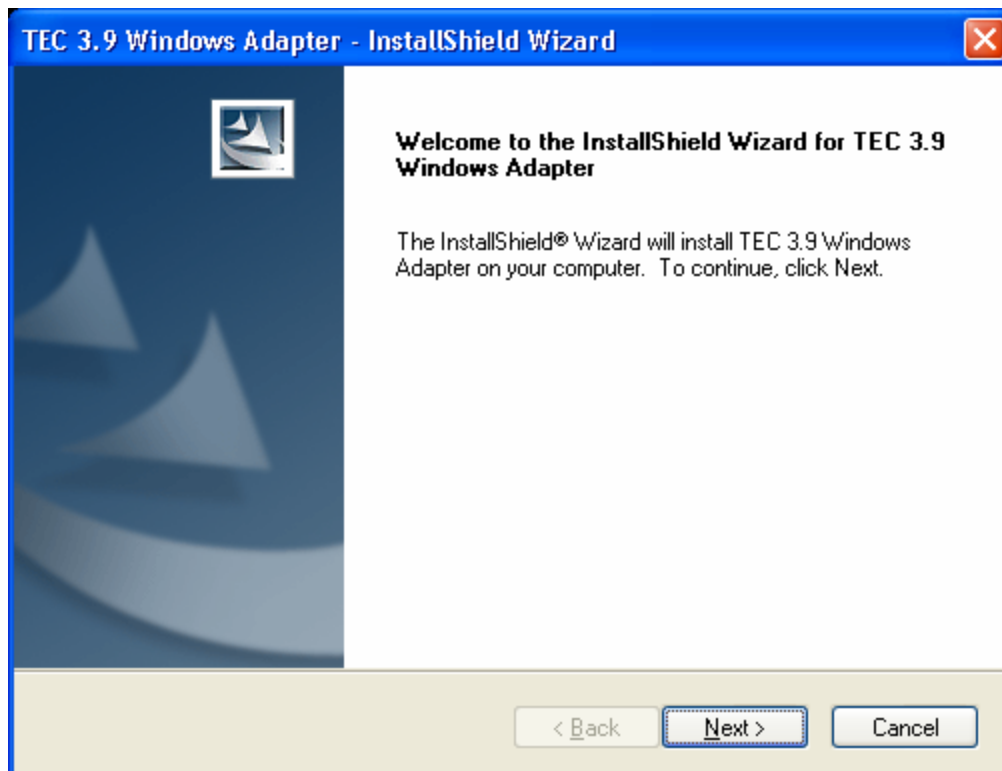 TEC 3.9 Windows Adapter - InstallShield Wizard
Welcome to the InstallShield Wizard for TEC 3.9
Windows Adapter
The InstallShield® Wizard will install TEC 3.9 Windows
Adapter on your computer.  To continue, click Next.
< Back
Next >
Cancel